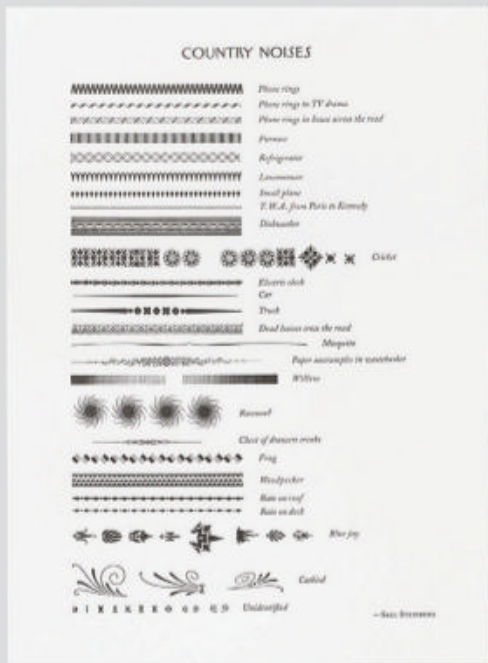 COUNTRY NOISES
Phone rings
Phone rings in TV drama
Phone rings in house across the road
Furnace
Refrigerator
Lawnmower
Small plane
T.W.A. from Paris to Kennedy
Dishwasher
Cricket
Electric clock
Car
Truck
Dead leaves cross the road
Mosquito
Paper uncrumples in wastebasket
Willow
Raccoon
Chest of drawers creaks
Frog
Woodpecker
Rain on roof
Rain on deck
Blue jay
Catbird
Unidentified
—SAUL STEINBERG